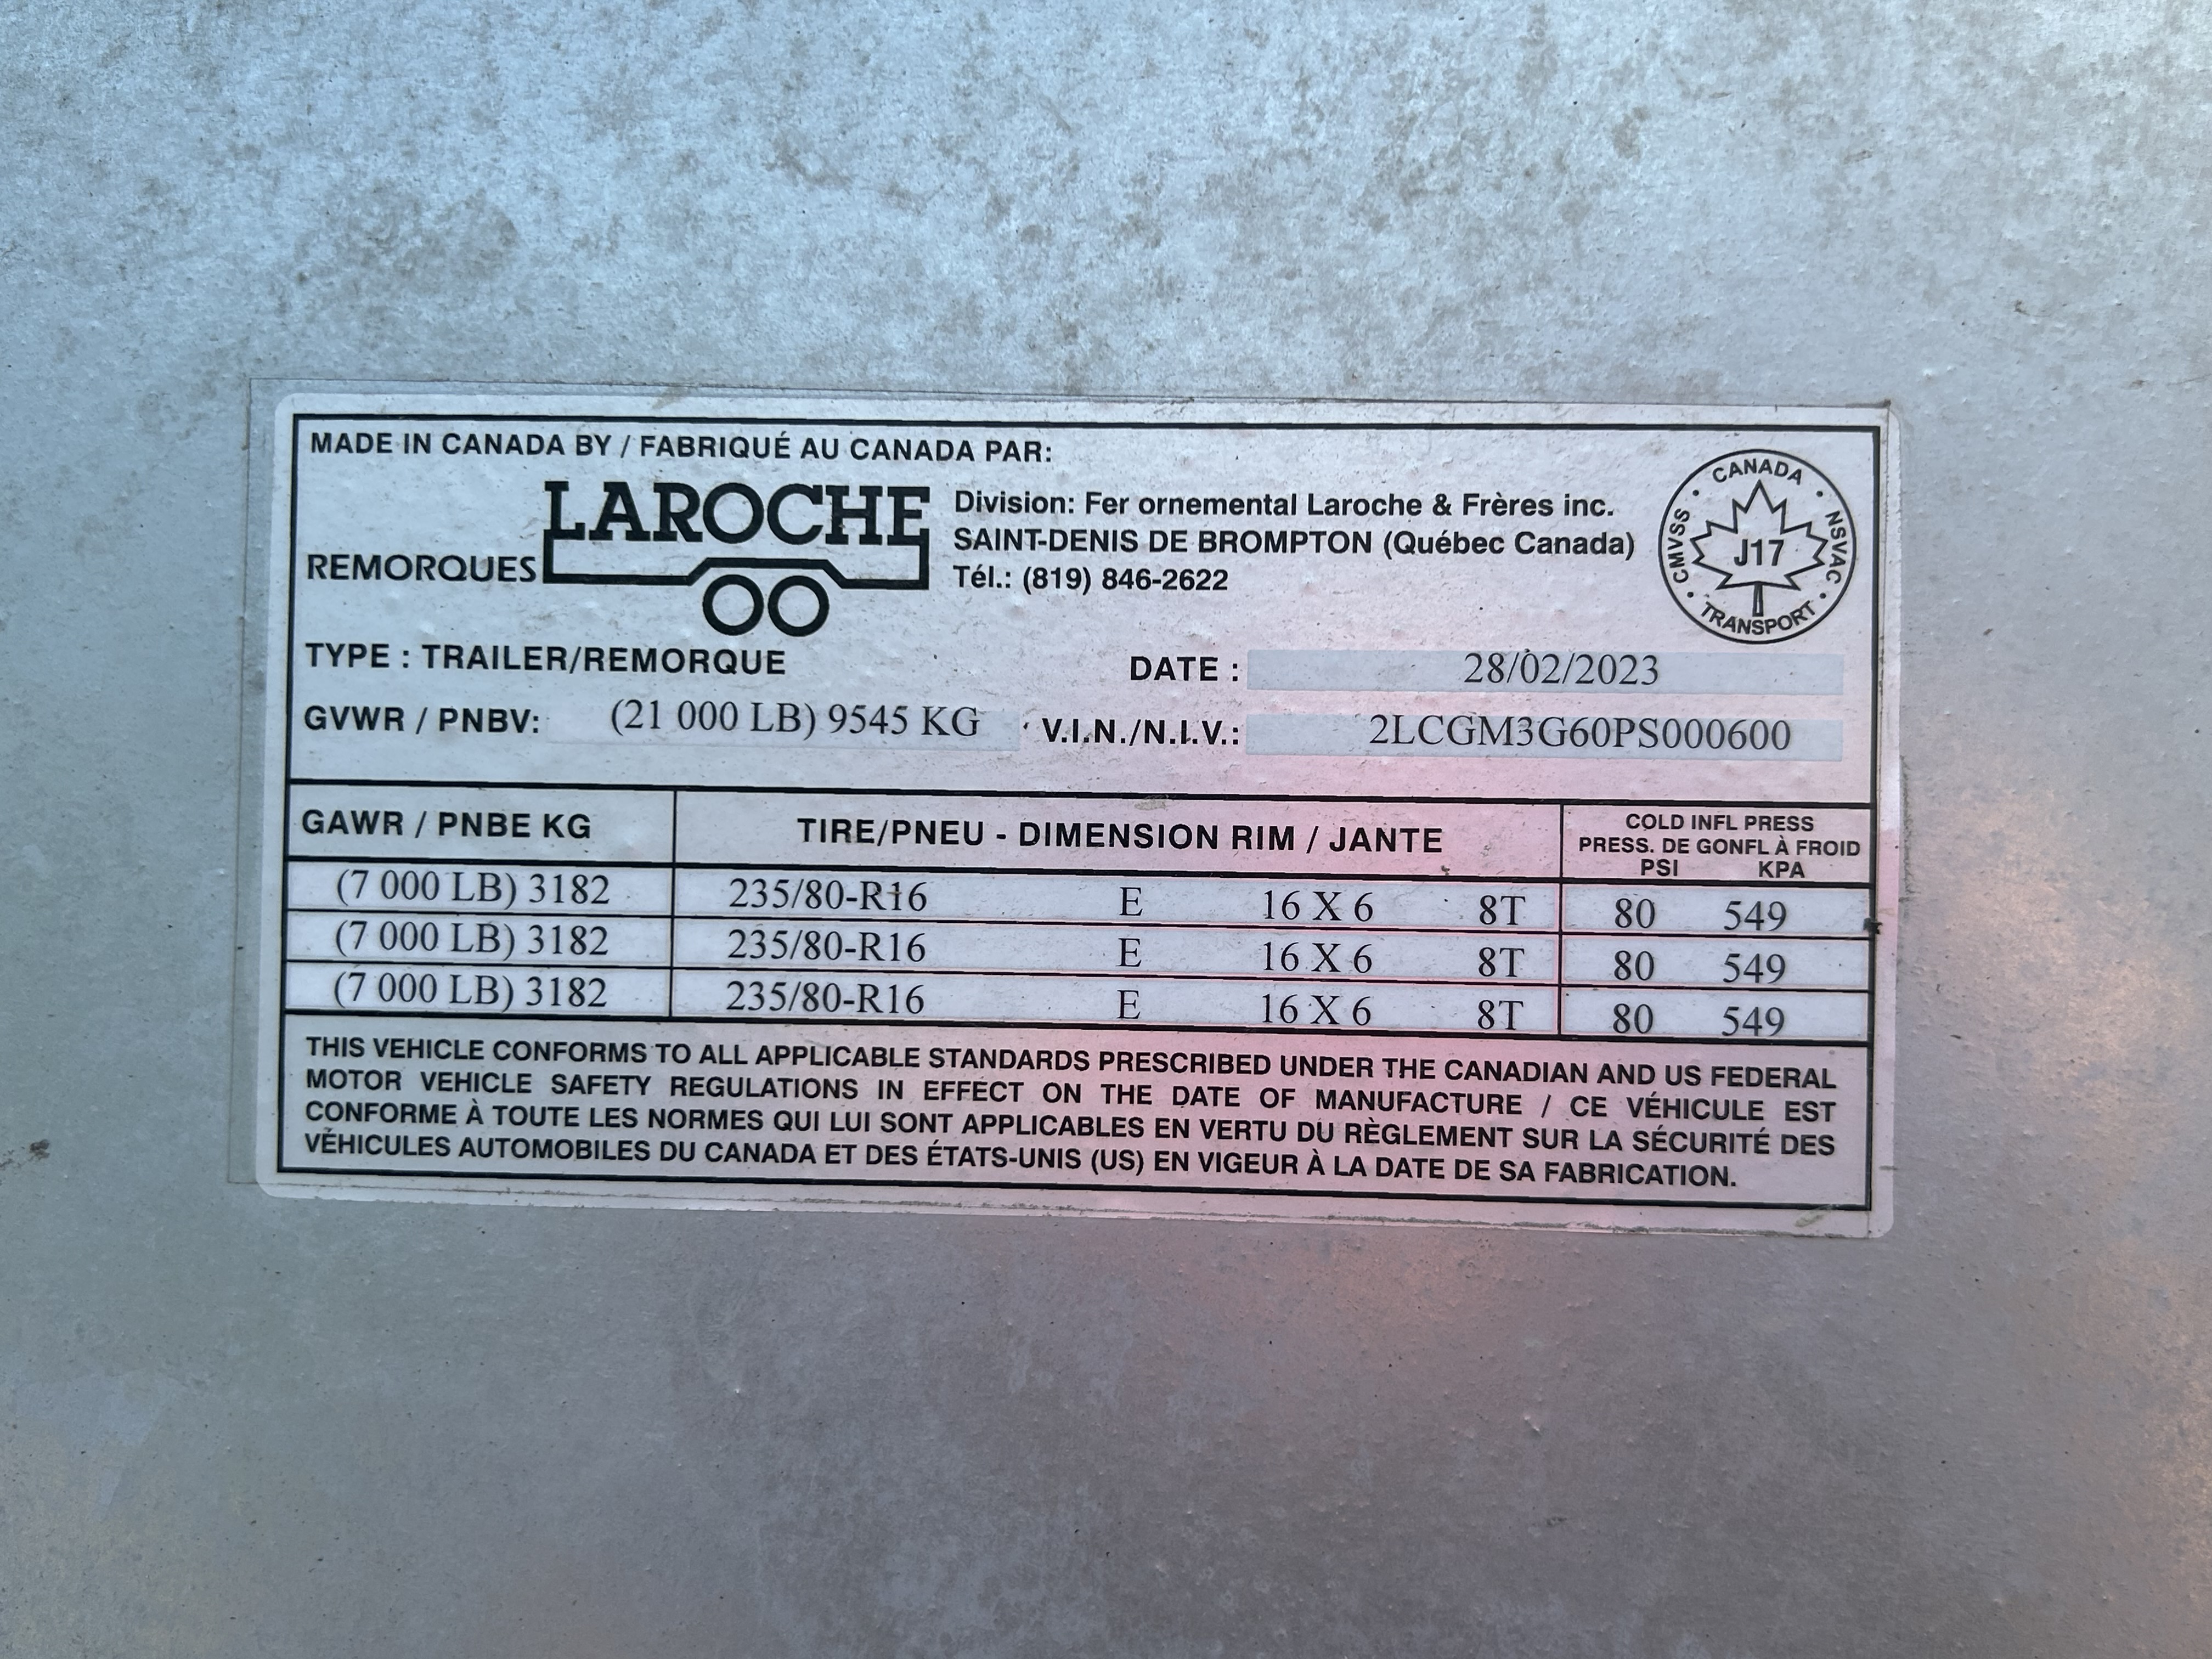 MADE IN CANADA BY / FABRIQUÉ AU CANADA PAR:
REMORQUES LAROCHE
Division: Fer ornemental Laroche & Frères inc.
SAINT-DENIS DE BROMPTON (Québec Canada)
Tél.: (819) 846-2622
CANADA • NSVAC • TRANSPORT • CMVSS •
J17
TYPE : TRAILER/REMORQUE
DATE : 28/02/2023
GVWR / PNBV: (21 000 LB) 9545 KG V.I.N./N.I.V.: 2LCGM3G60PS000600
GAWR / PNBE KG
TIRE/PNEU - DIMENSION RIM / JANTE
COLD INFL PRESS
PRESS. DE GONFL À FROID
PSI KPA
(7 000 LB) 3182 235/80-R16 E 16 X 6 8T 80 549
(7 000 LB) 3182 235/80-R16 E 16 X 6 8T 80 549
(7 000 LB) 3182 235/80-R16 E 16 X 6 8T 80 549
THIS VEHICLE CONFORMS TO ALL APPLICABLE STANDARDS PRESCRIBED UNDER THE CANADIAN AND US FEDERAL
MOTOR VEHICLE SAFETY REGULATIONS IN EFFECT ON THE DATE OF MANUFACTURE / CE VÉHICULE EST
CONFORME À TOUTE LES NORMES QUI LUI SONT APPLICABLES EN VERTU DU RÈGLEMENT SUR LA SÉCURITÉ DES
VÉHICULES AUTOMOBILES DU CANADA ET DES ÉTATS-UNIS (US) EN VIGEUR À LA DATE DE SA FABRICATION.